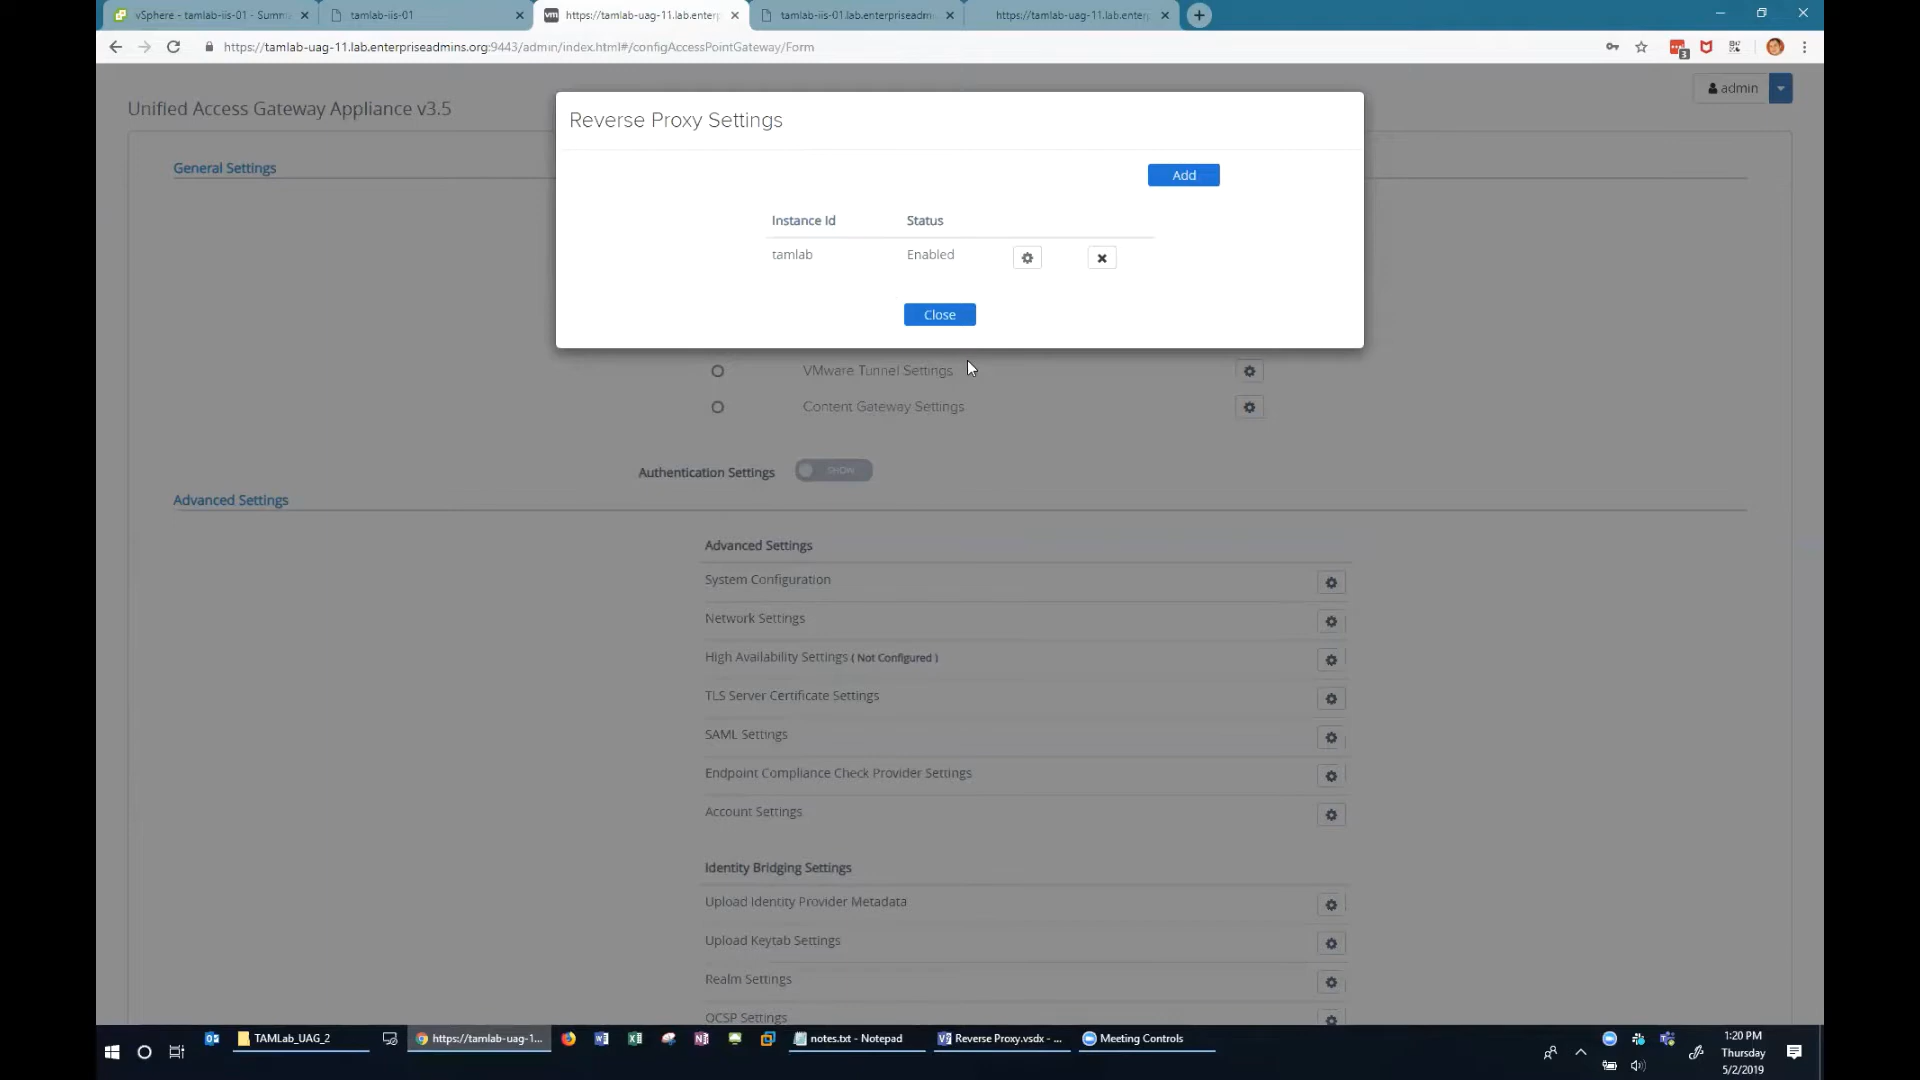 vSphere - tamlab-iis-01 - Summ
tamlab-iis-01
vm
https://tamlab-uag-11.lab.enterp
tamlab-iis-01.lab.enterpriseadm
https://tamlab-uag-11.lab.enterp
https://tamlab-uag-11.lab.enterpriseadmins.org:9443/admin/index.html#/configAccessPointGateway/Form
3
Unified Access Gateway Appliance v3.5
admin
Reverse Proxy Settings
General Settings
Add
Instance Id Status
tamlab Enabled
Close
VMware Tunnel Settings
Content Gateway Settings
Authentication Settings SHOW
Advanced Settings
Advanced Settings
System Configuration
Network Settings
High Availability Settings ( Not Configured )
TLS Server Certificate Settings
SAML Settings
Endpoint Compliance Check Provider Settings
Account Settings
Identity Bridging Settings
Upload Identity Provider Metadata
Upload Keytab Settings
Realm Settings
OCSP Settings
TAMLab_UAG_2
https://tamlab-uag-1...
notes.txt - Notepad
Reverse Proxy.vsdx - ...
Meeting Controls
1:20 PM
Thursday
5/2/2019